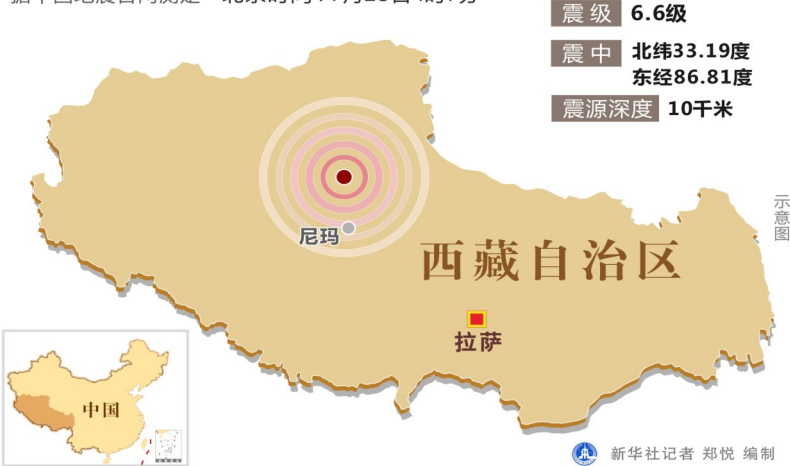 震级 6.6级
震中 北纬33.19度
东经86.81度
震源深度 10千米
示意图
尼玛
西藏自治区
拉萨
中国
新华社记者 郑悦 编制